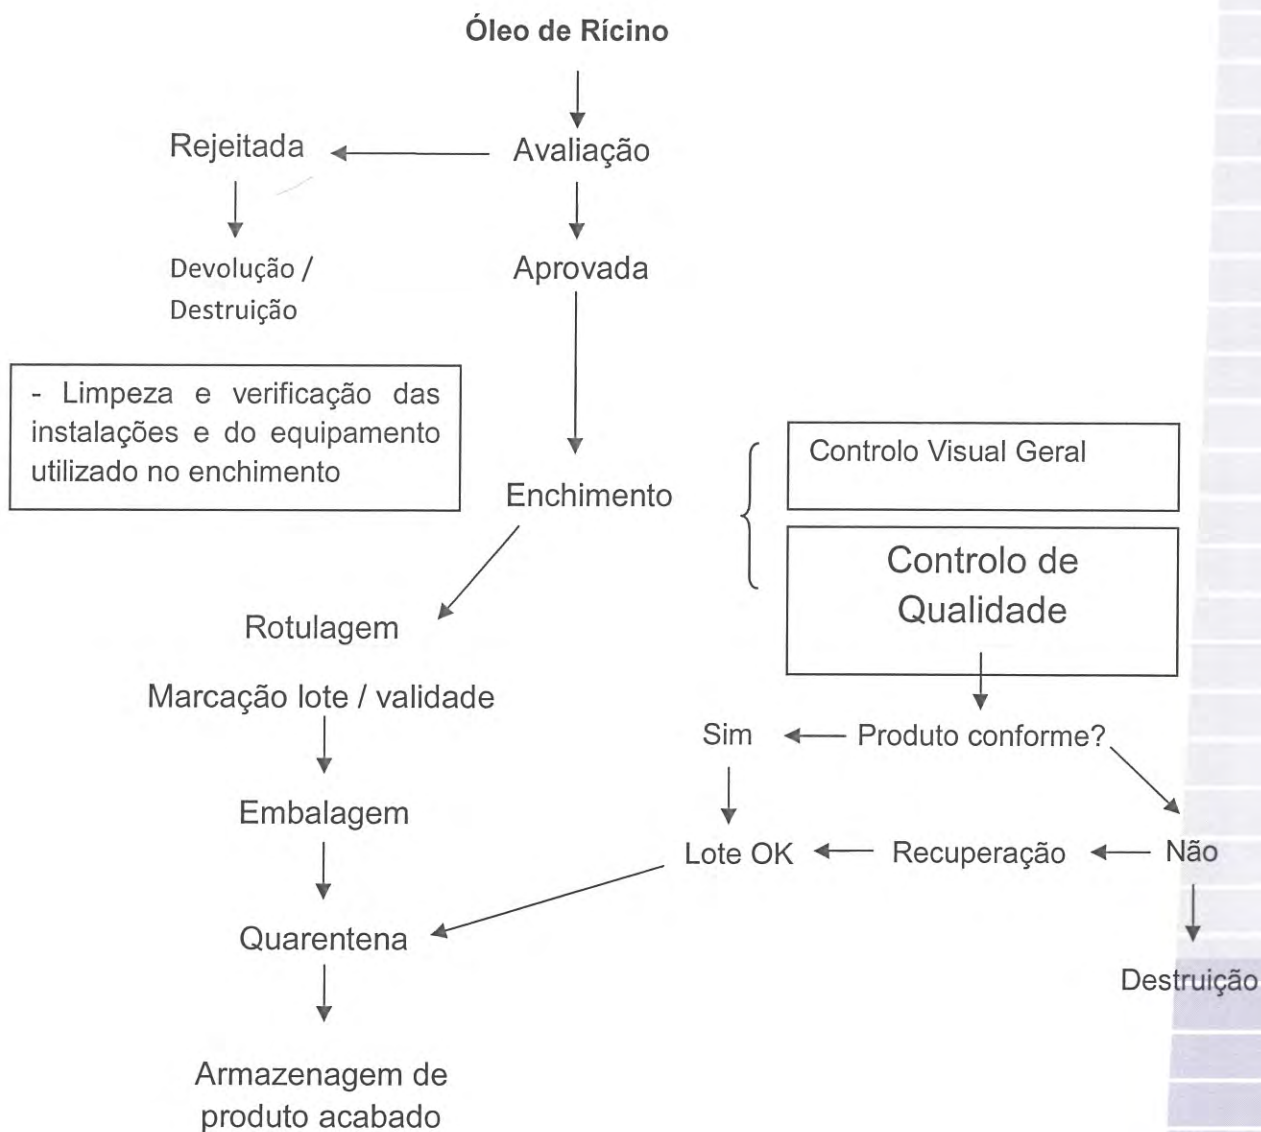 Óleo de Rícino
Rejeitada
Avaliação
Devolução /
Destruição
Aprovada
- Limpeza e verificação das
instalações e do equipamento
utilizado no enchimento
Enchimento
Controlo Visual Geral
Controlo de
Qualidade
Rotulagem
Marcação lote / validade
Sim
Produto conforme?
Embalagem
Lote OK
Recuperação
Não
Quarentena
Destruição
Armazenagem de
produto acabado